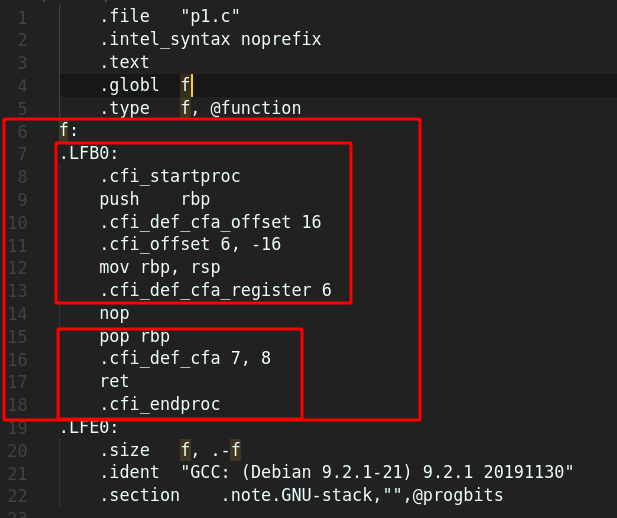 1 .file "p1.c"
2 .intel_syntax noprefix
3 .text
4 .globl f
5 .type f, @function
6 f:
7 .LFB0:
8 .cfi_startproc
9 push rbp
10 .cfi_def_cfa_offset 16
11 .cfi_offset 6, -16
12 mov rbp, rsp
13 .cfi_def_cfa_register 6
14 nop
15 pop rbp
16 .cfi_def_cfa 7, 8
17 ret
18 .cfi_endproc
19 .LFE0:
20 .size f, .-f
21 .ident "GCC: (Debian 9.2.1-21) 9.2.1 20191130"
22 .section .note.GNU-stack,"",@progbits
23